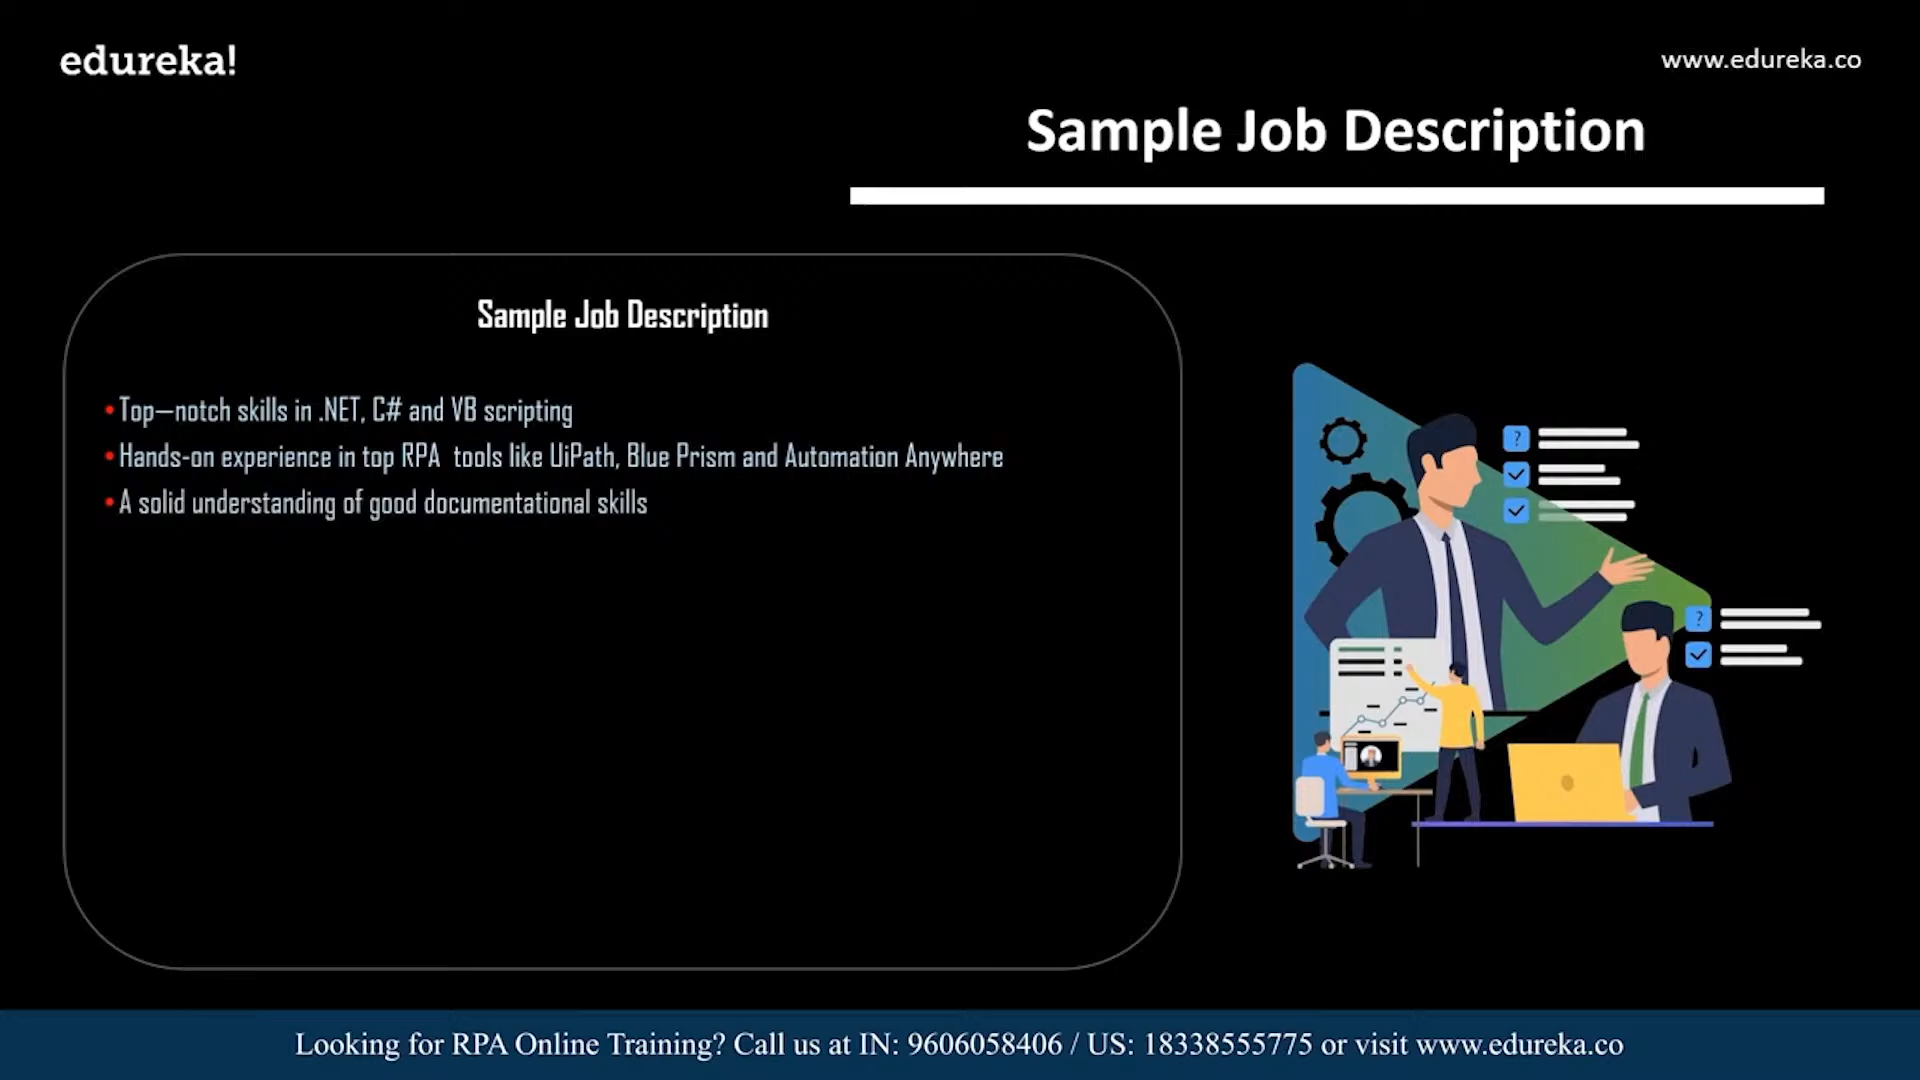 edureka!
www.edureka.co
Sample Job Description
Sample Job Description
• Top–notch skills in .NET, C# and VB scripting
• Hands-on experience in top RPA  tools like UiPath, Blue Prism and Automation Anywhere
• A solid understanding of good documentational skills
?
?
Looking for RPA Online Training? Call us at IN: 9606058406 / US: 18338555775 or visit www.edureka.co